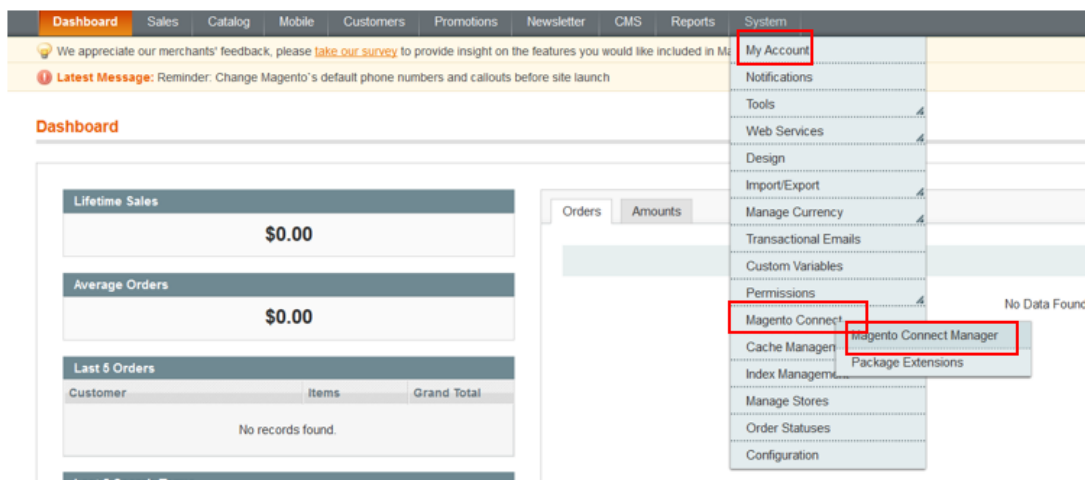 Dashboard Sales Catalog Mobile Customers Promotions Newsletter CMS Reports System
We appreciate our merchants' feedback, please take our survey to provide insight on the features you would like included in
Latest Message: Reminder: Change Magento`s default phone numbers and callouts before site launch
My Account
Notifications
Tools
Web Services
Design
Import/Export
Manage Currency
Transactional Emails
Custom Variables
Permissions
Magento Connect
Cache
Index
Manage Stores
Order Statuses
Configuration
Magento Connect Manager
Package Extensions
Dashboard
Lifetime Sales
$0.00
Average Orders
$0.00
Last 5 Orders
Customer Items Grand Total
No records found.
Orders Amounts
No Data Found